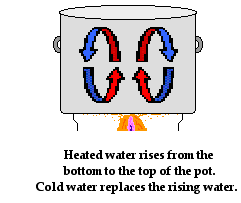 Heated water rises from the
bottom to the top of the pot.
Cold water replaces the rising water.